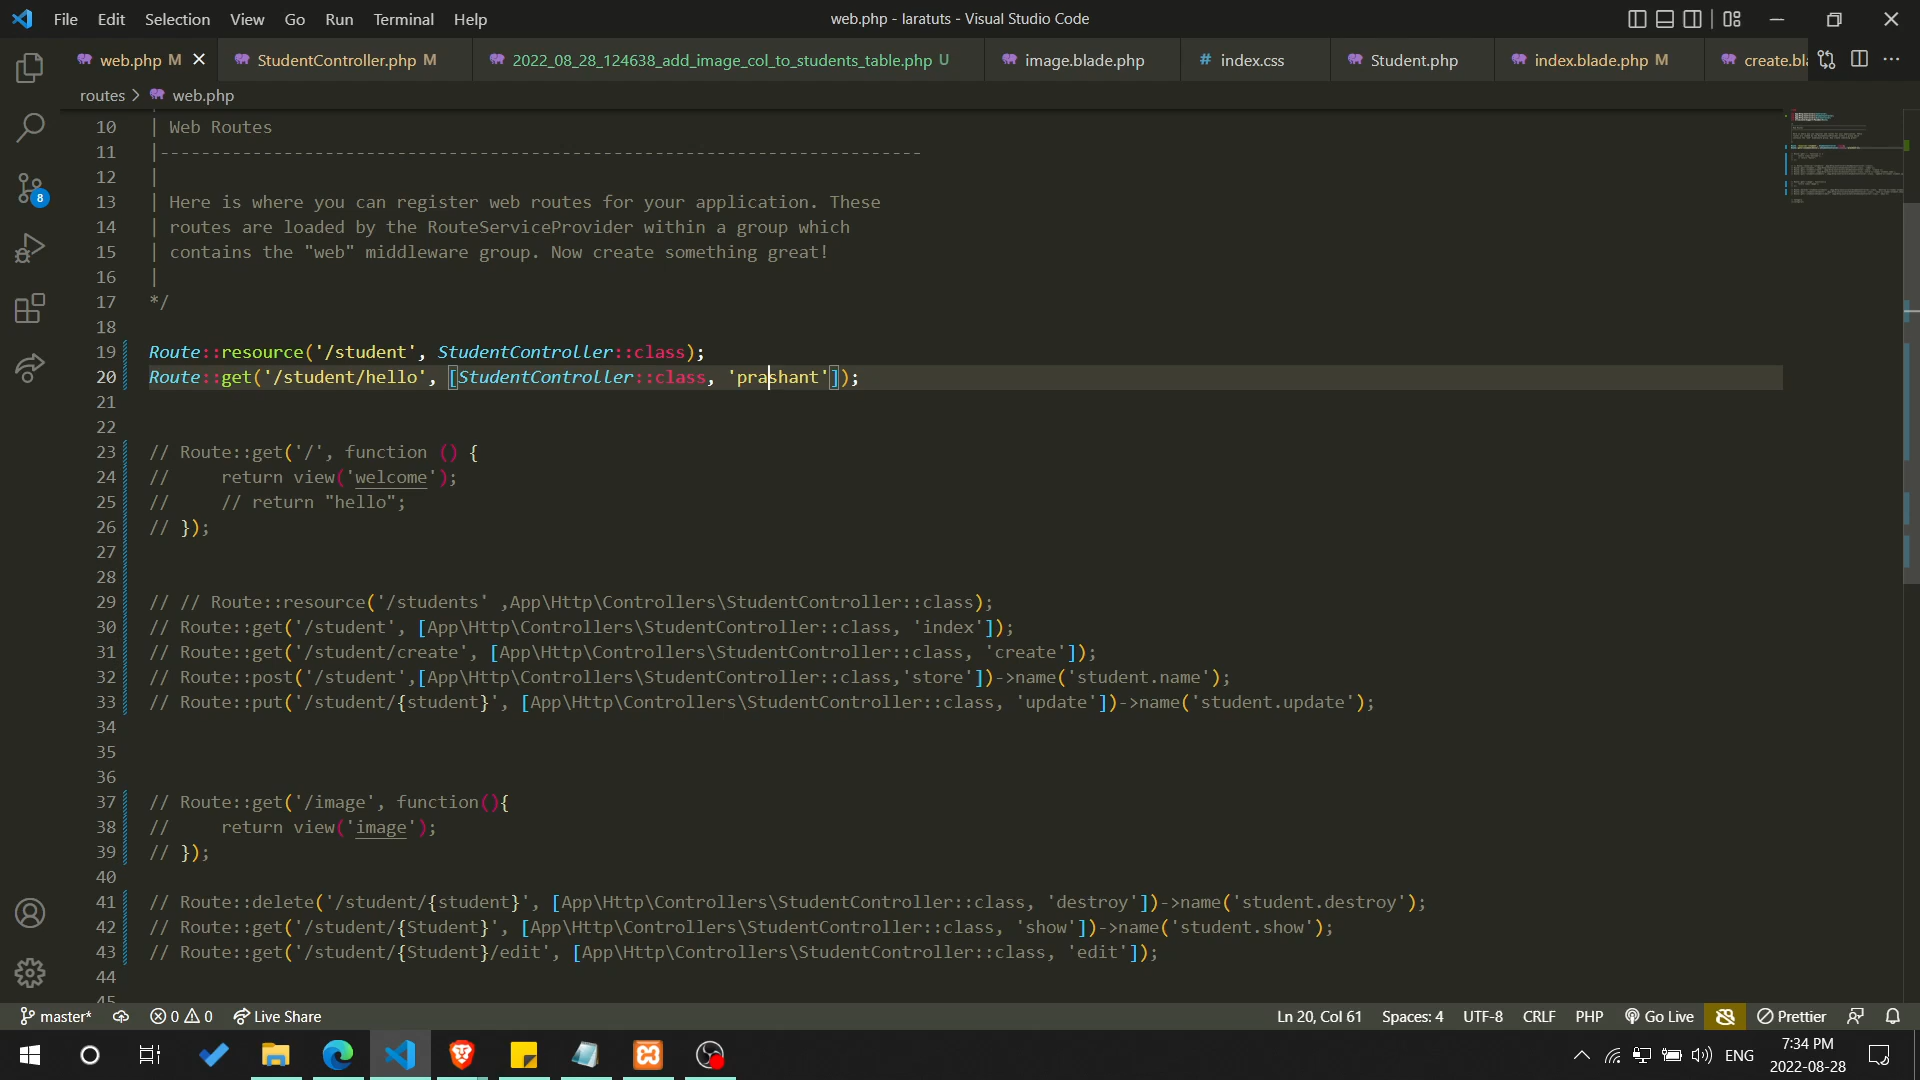 File Edit Selection View Go Run Terminal Help
web.php - laratuts - Visual Studio Code
web.php M
StudentController.php M
2022_08_28_124638_add_image_col_to_students_table.php U
image.blade.php
# index.css
Student.php
index.blade.php M
create.bla
routes > web.php
10 | Web Routes
11 |--------------------------------------------------------------------------
12 |
13 | Here is where you can register web routes for your application. These
14 | routes are loaded by the RouteServiceProvider within a group which
15 | contains the "web" middleware group. Now create something great!
16 |
17 */
18
19 Route::resource('/student', StudentController::class);
20 Route::get('/student/hello', [StudentController::class, 'prashant']);
21
22
23 // Route::get('/', function () {
24 //     return view('welcome');
25 //     // return "hello";
26 // });
27
28
29 // // Route::resource('/students' ,App\Http\Controllers\StudentController::class);
30 // Route::get('/student', [App\Http\Controllers\StudentController::class, 'index']);
31 // Route::get('/student/create', [App\Http\Controllers\StudentController::class, 'create']);
32 // Route::post('/student',[App\Http\Controllers\StudentController::class,'store'])->name('student.name');
33 // Route::put('/student/{student}', [App\Http\Controllers\StudentController::class, 'update'])->name('student.update');
34
35
36
37 // Route::get('/image', function(){
38 //     return view('image');
39 // });
40
41 // Route::delete('/student/{student}', [App\Http\Controllers\StudentController::class, 'destroy'])->name('student.destroy');
42 // Route::get('/student/{Student}', [App\Http\Controllers\StudentController::class, 'show'])->name('student.show');
43 // Route::get('/student/{Student}/edit', [App\Http\Controllers\StudentController::class, 'edit']);
44
45
8
master* 0 0 Live Share Ln 20, Col 61 Spaces: 4 UTF-8 CRLF PHP Go Live Prettier
ENG
7:34 PM
2022-08-28